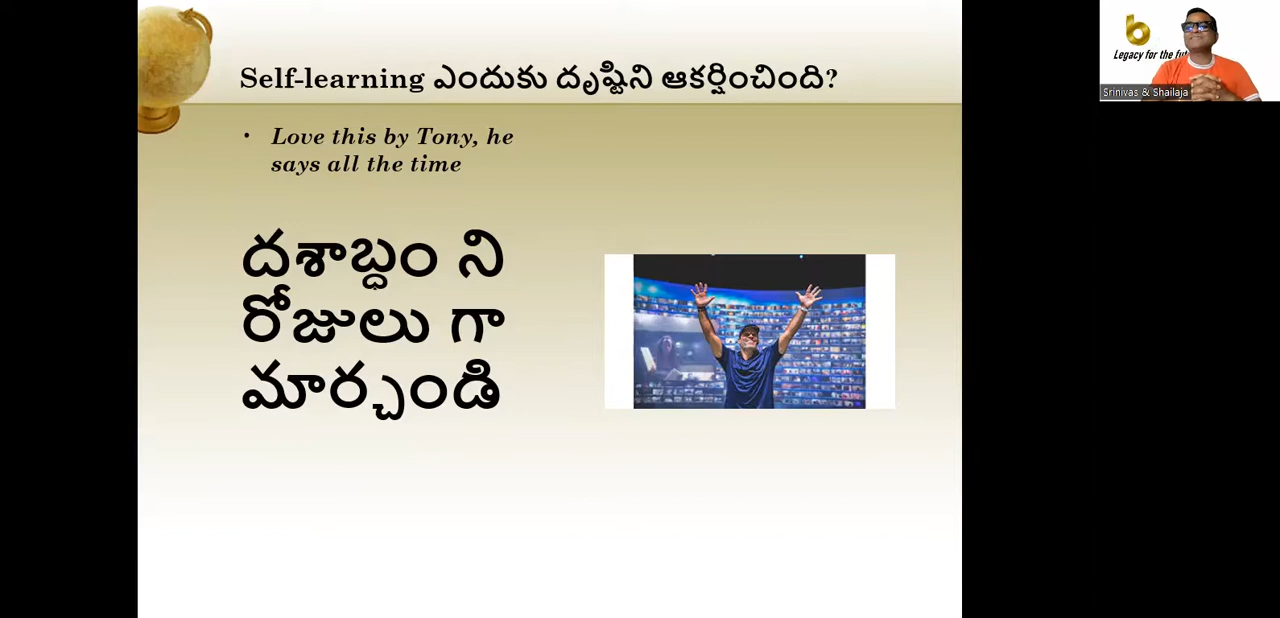 Self-learning ఎందుకు దృష్టిని ఆకర్షించింది?
• Love this by Tony, he
says all the time
దశాబ్ధం ని
రోజులు గా
మార్చండి
b
Legacy for the fu
Srinivas & Shailaja